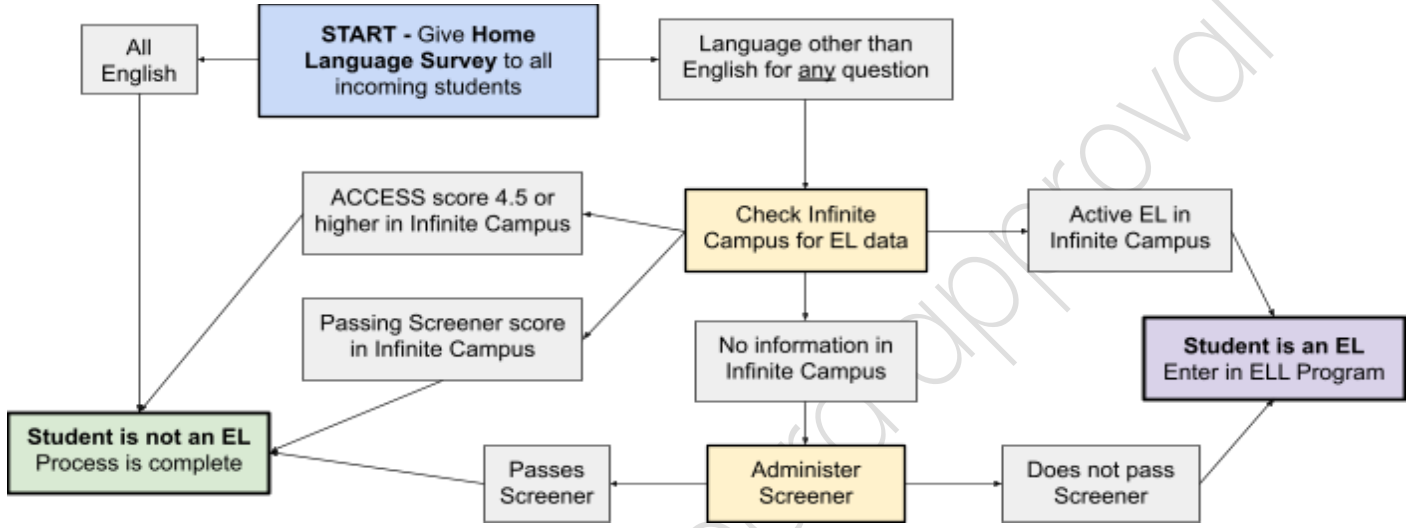 START - Give Home
Language Survey to all
incoming students
All
English
Language other than
English for any question
ACCESS score 4.5 or
higher in Infinite Campus
Check Infinite
Campus for EL data
Active EL in
Infinite Campus
Passing Screener score
in Infinite Campus
No information in
Infinite Campus
Student is an EL
Enter in ELL Program
Student is not an EL
Process is complete
Passes
Screener
Administer
Screener
Does not pass
Screener
approval